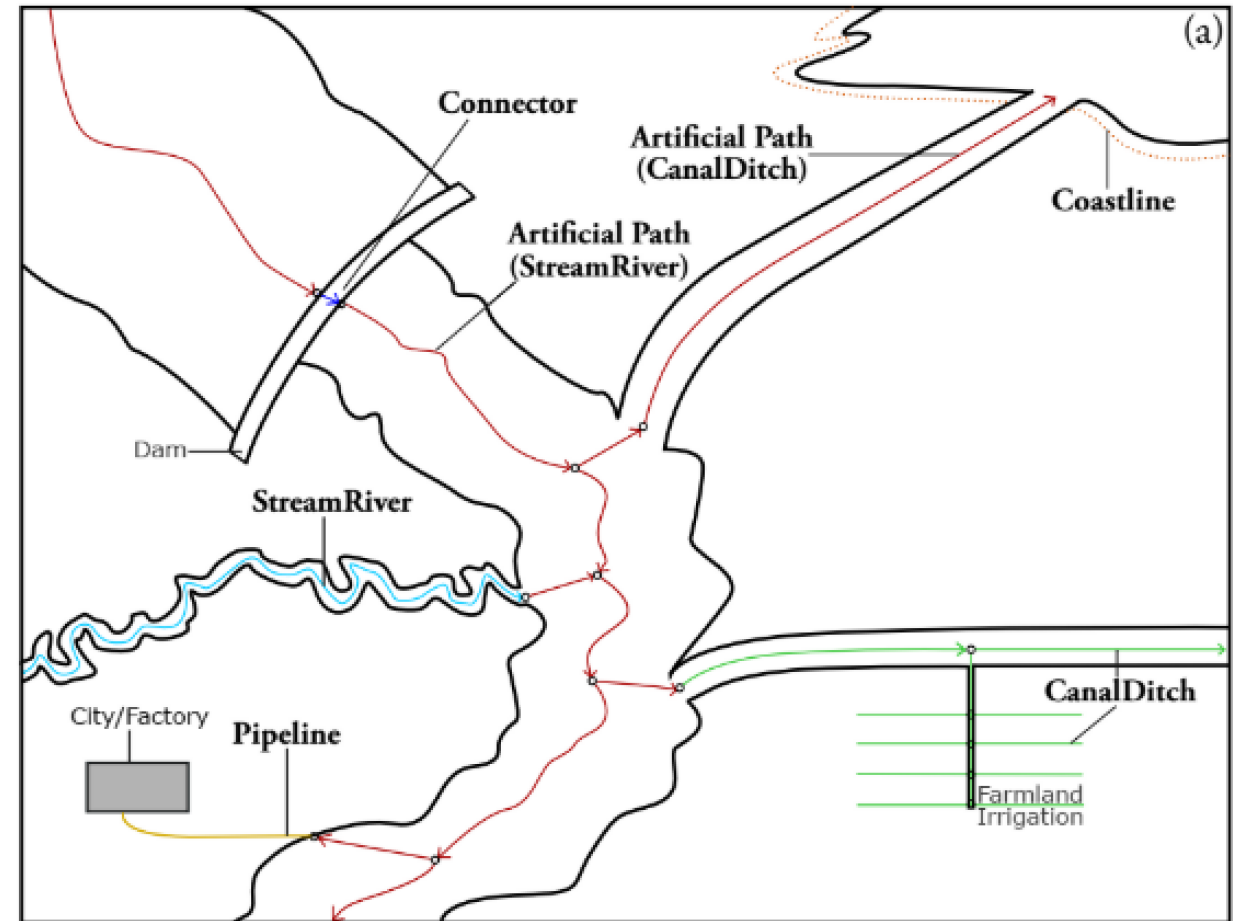 (a)
Connector
Artificial Path
(CanalDitch)
Coastline
Artificial Path
(StreamRiver)
Dam
StreamRiver
City/Factory
Pipeline
CanalDitch
Farmland
Irrigation